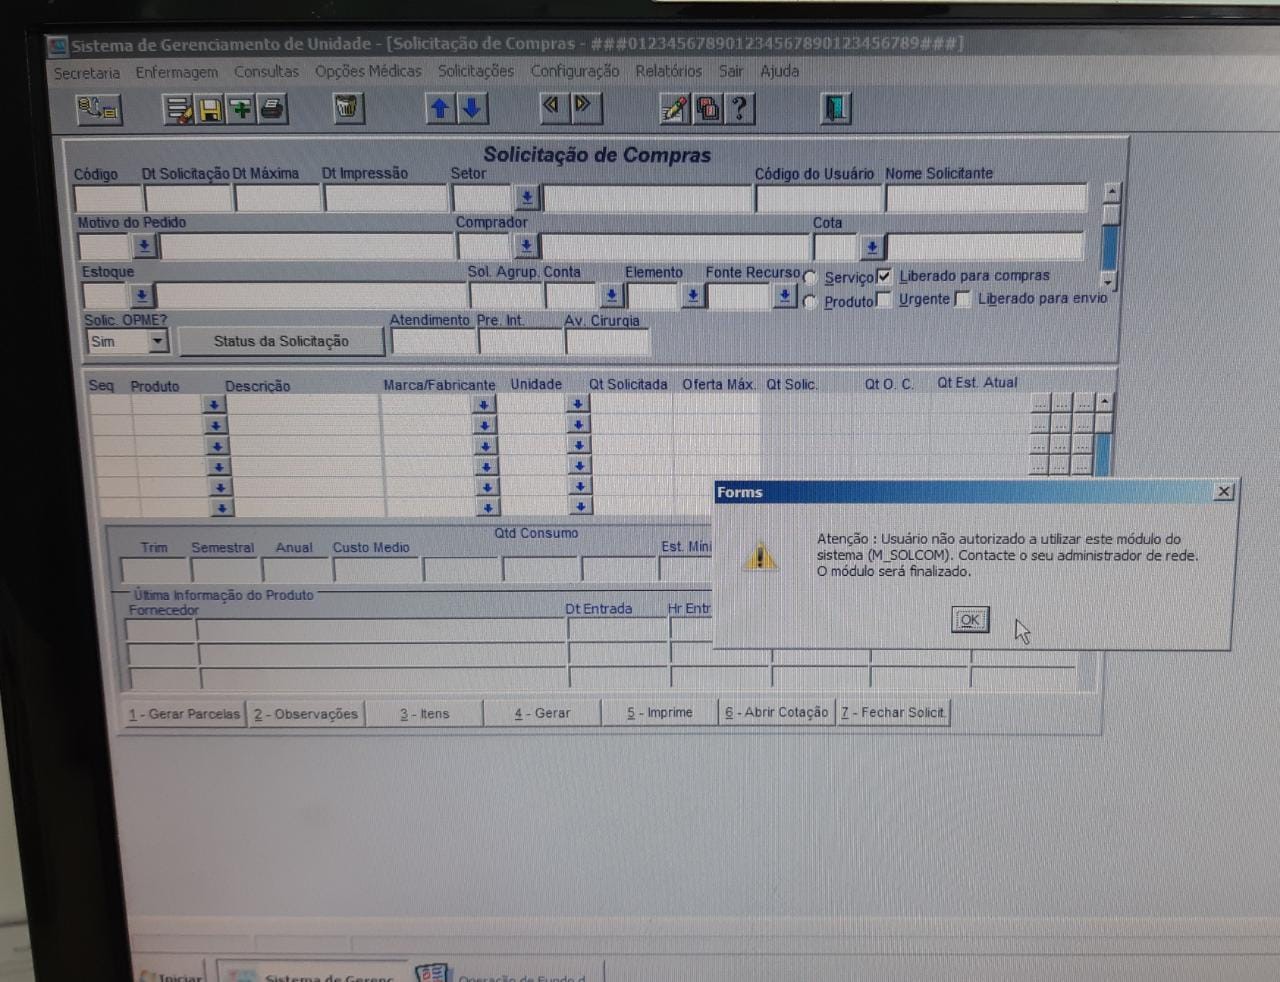 Sistema de Gerenciamento de Unidade - [Solicitação de Compras - ###012345678901234567890123456789###]
Secretaria Enfermagem Consultas Opções Médicas Solicitações Configuração Relatórios Sair Ajuda
Solicitação de Compras
Código Dt Solicitação Dt Máxima Dt Impressão Setor Código do Usuário Nome Solicitante
Motivo do Pedido Comprador Cota
Estoque Sol. Agrup. Conta Elemento Fonte Recurso Serviço Liberado para compras
Produto Urgente Liberado para envio
Solic. OPME? Atendimento Pre. Int. Av. Cirurgia
Sim Status da Solicitação
Seq Produto Descrição Marca/Fabricante Unidade Qt Solicitada Oferta Máx. Qt Solic. Qt O. C. Qt Est. Atual
Forms
Atenção : Usuário não autorizado a utilizar este módulo do
sistema (M_SOLCOM). Contacte o seu administrador de rede.
O módulo será finalizado.
OK
Qtd Consumo
Trim Semestral Anual Custo Medio Est. Míni
Última Informação do Produto
Fornecedor Dt Entrada Hr Entr
1 - Gerar Parcelas 2 - Observações 3 - Itens 4 - Gerar 5 - Imprime 6 - Abrir Cotação 7 - Fechar Solicit.
Iniciar Sistema de Gerenc